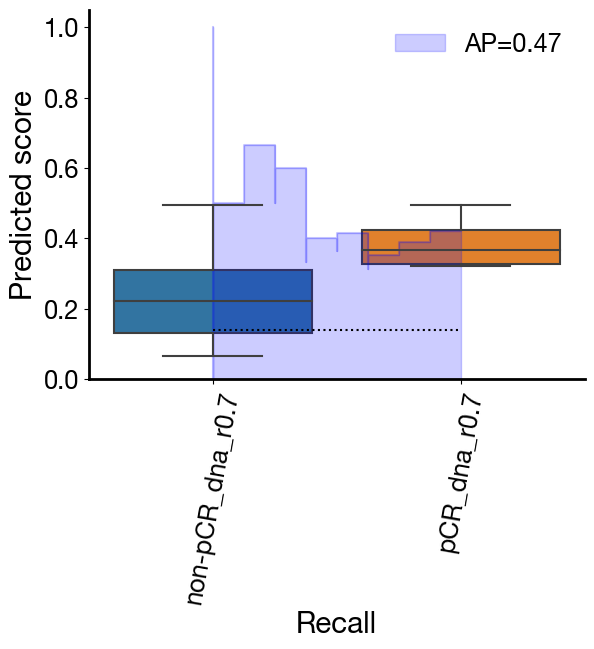 AP=0.47
Predicted score
1.0
0.8
0.6
0.4
0.2
0.0
non-pCR_dna_r0.7
pCR_dna_r0.7
Recall